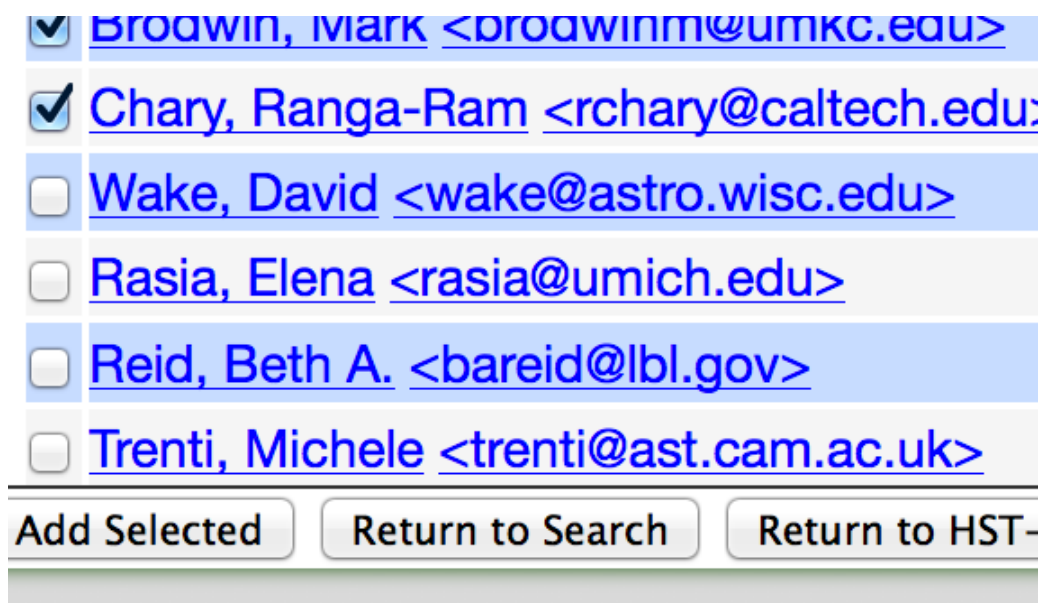 Brodwin, Mark <brodwinm@umkc.edu>
Chary, Ranga-Ram <rchary@caltech.edu>
Wake, David <wake@astro.wisc.edu>
Rasia, Elena <rasia@umich.edu>
Reid, Beth A. <bareid@lbl.gov>
Trenti, Michele <trenti@ast.cam.ac.uk>
Add Selected Return to Search Return to HST-